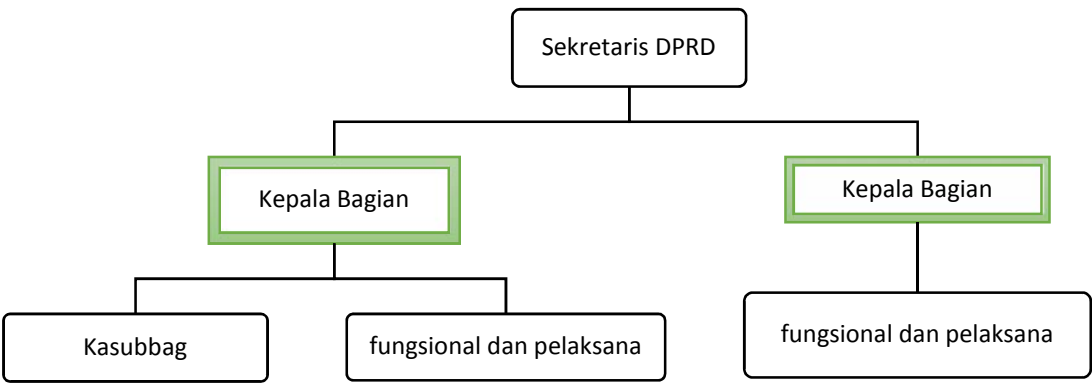 Sekretaris DPRD
Kepala Bagian
Kepala Bagian
Kasubbag
fungsional dan pelaksana
fungsional dan pelaksana